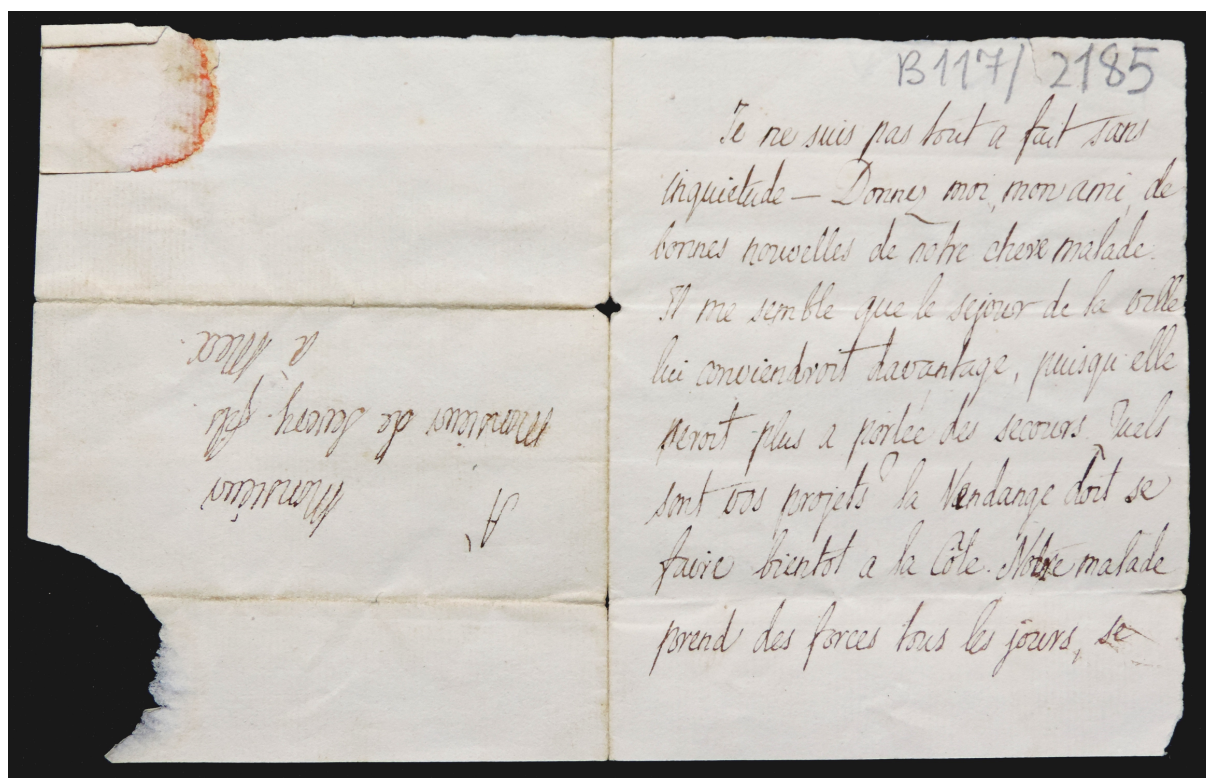 B117/2185
Je ne suis pas tout a fait sans
inquietude — Donnes moi, mon ami, de
bonnes nouvelles de notre chere malade.
Il me semble que le sejour de la ville
lui conviendroit davantage, puisqu'elle
seroit plus a portée des secours. Quels
sont vos projets? la Vendange doit se
faire bientot a la Côte. Notre malade
prend des forces tous les jours, se
A
Monsieur
Monsieur de fils
à Mex.